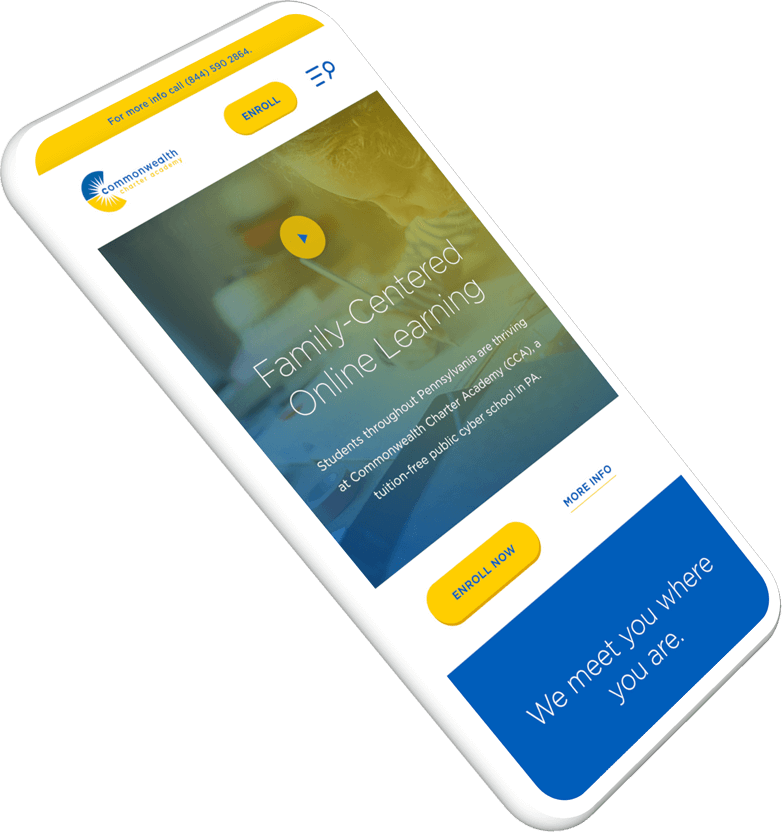 For more info call (844) 590 2864.
commonwealth
charter academy
ENROLL
Family-Centered
Online Learning
Students throughout Pennsylvania are thriving
at Commonwealth Charter Academy (CCA), a
tuition-free public cyber school in PA.
ENROLL NOW
MORE INFO
We meet you where
you are.